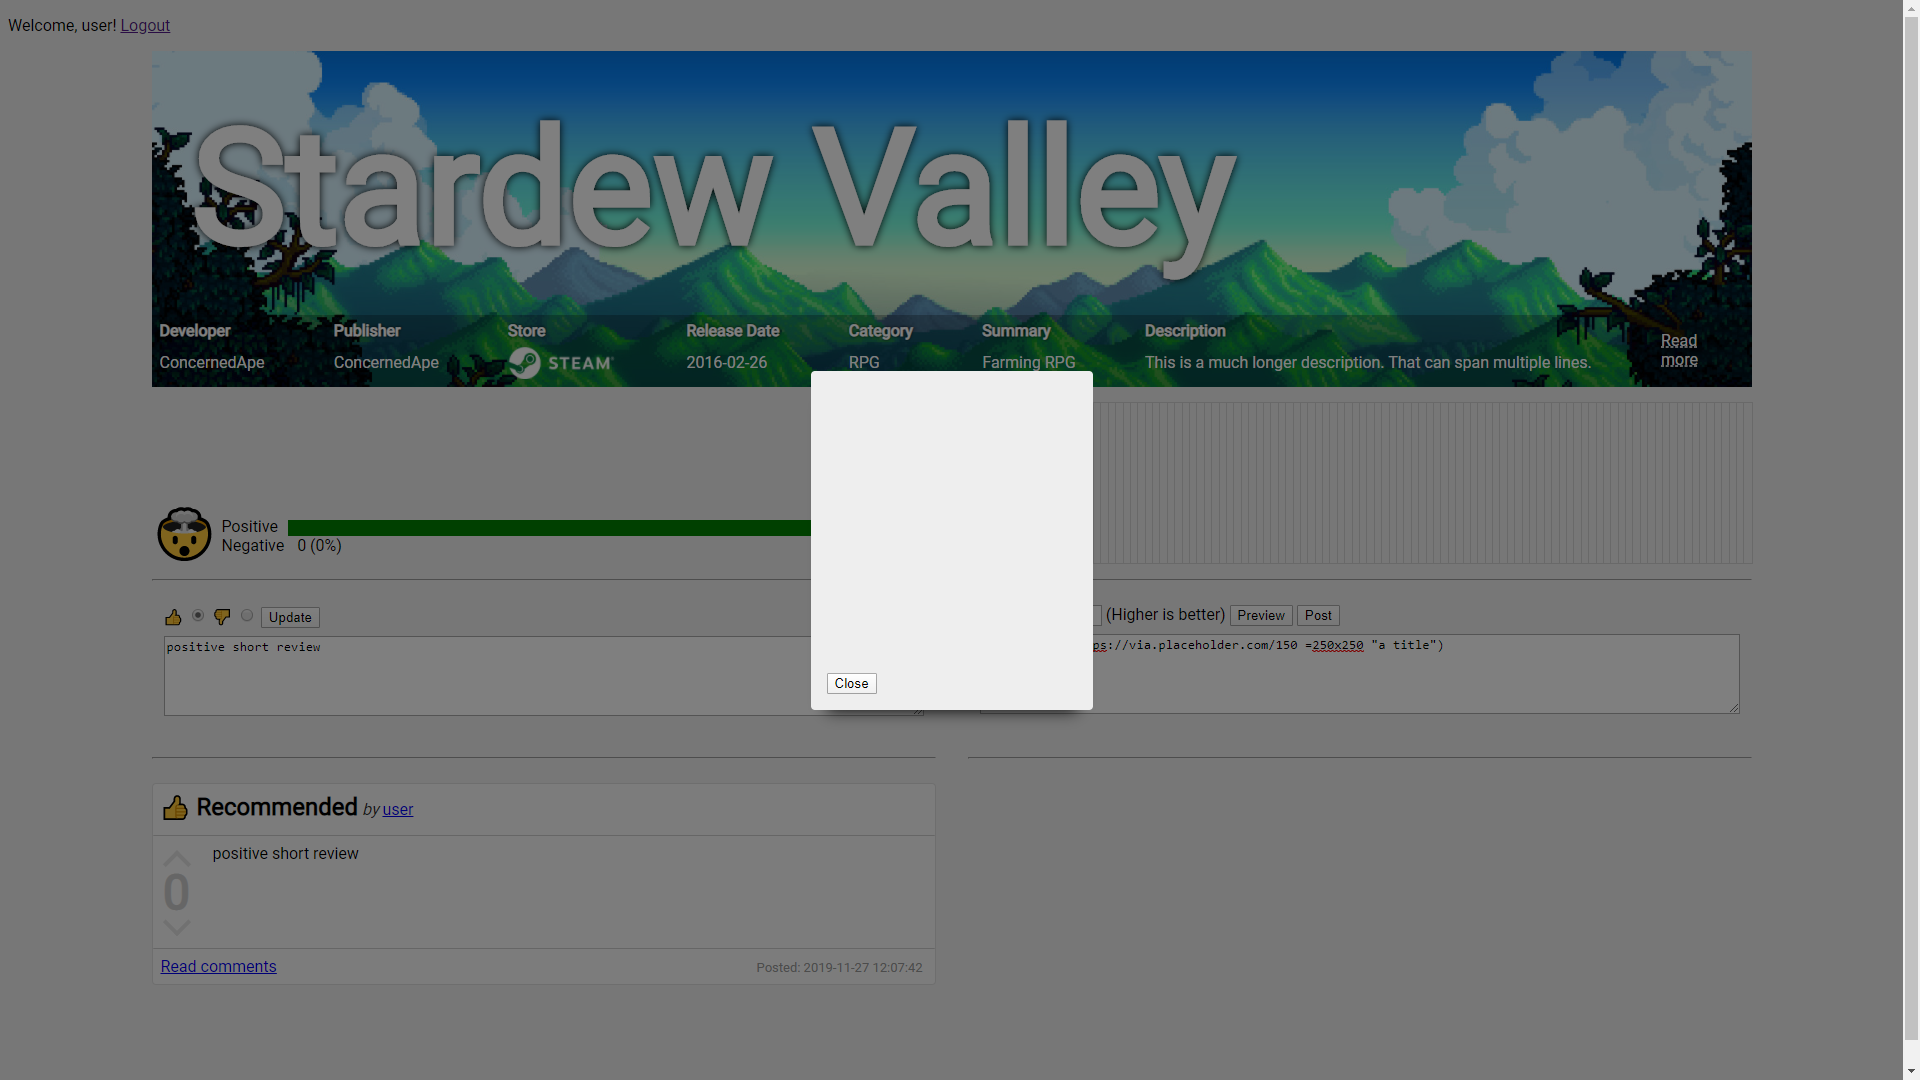 Welcome, user! Logout
Stardew Valley
Developer Publisher Store Release Date Category Summary Description
ConcernedApe ConcernedApe STEAM 2016-02-26 RPG Farming RPG This is a much longer description. That can span multiple lines.
Read
more
Positive
Negative 0 (0%)
Update
(Higher is better) Preview Post
positive short review
ps://via.placeholder.com/150 =250x250 "a title")
Close
Recommended by user
positive short review
0
Read comments
Posted: 2019-11-27 12:07:42